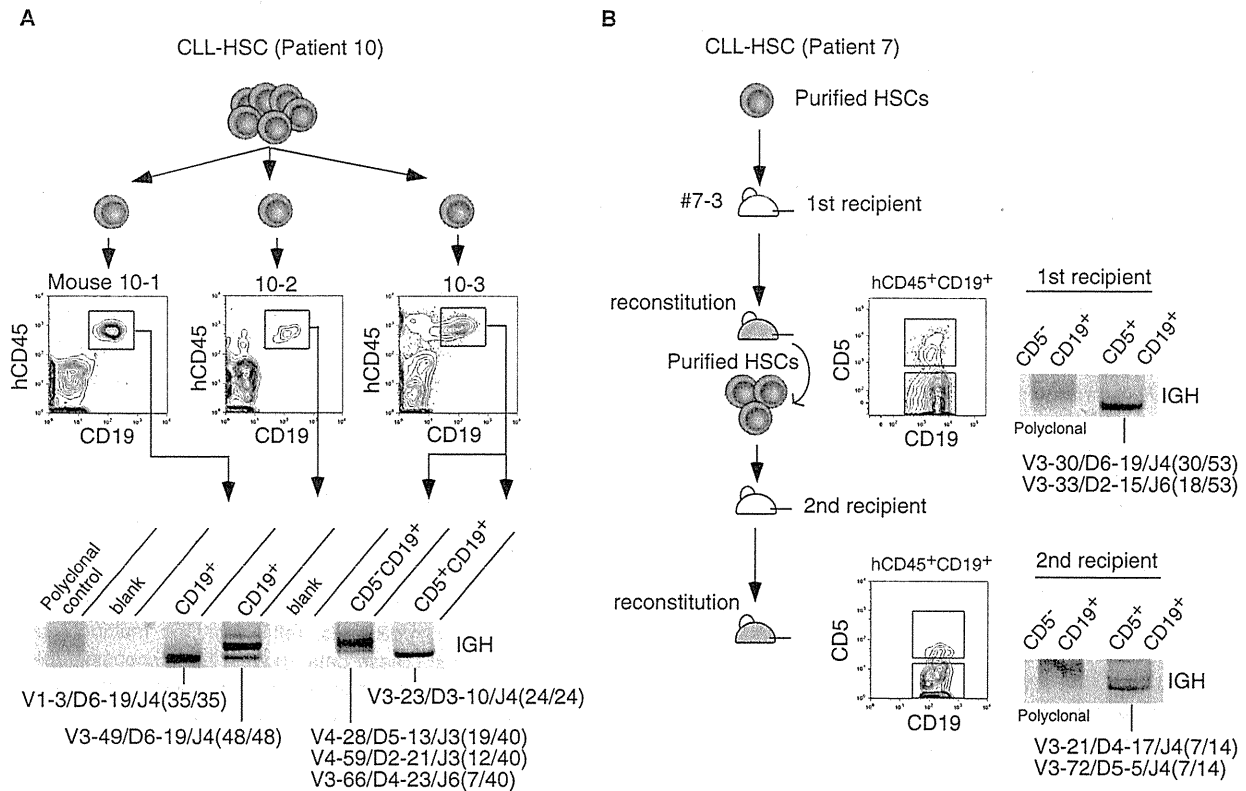 A
CLL-HSC (Patient 10)
Mouse 10-1
10-2
10-3
hCD45
CD19
CD19
hCD45
CD19
Polyclonal control
blank
CD19+
CD19+
blank
CD5-CD19+
CD5+CD19+
IGH
V1-3/D6-19/J4(35/35)
V3-23/D3-10/J4(24/24)
V3-49/D6-19/J4(48/48)
V4-28/D5-13/J3(19/40)
V4-59/D2-21/J3(12/40)
V3-66/D4-23/J6(7/40)
B
CLL-HSC (Patient 7)
Purified HSCs
#7-3
1st recipient
reconstitution
Purified HSCs
hCD45+CD19+
CD5
CD19
1st recipient
CD5-
CD19+
CD5+
CD19+
IGH
Polyclonal
V3-30/D6-19/J4(30/53)
V3-33/D2-15/J6(18/53)
2nd recipient
reconstitution
hCD45+CD19+
CD5
CD19
2nd recipient
CD5-
CD19+
CD5+
CD19+
IGH
Polyclonal
V3-21/D4-17/J4(7/14)
V3-72/D5-5/J4(7/14)